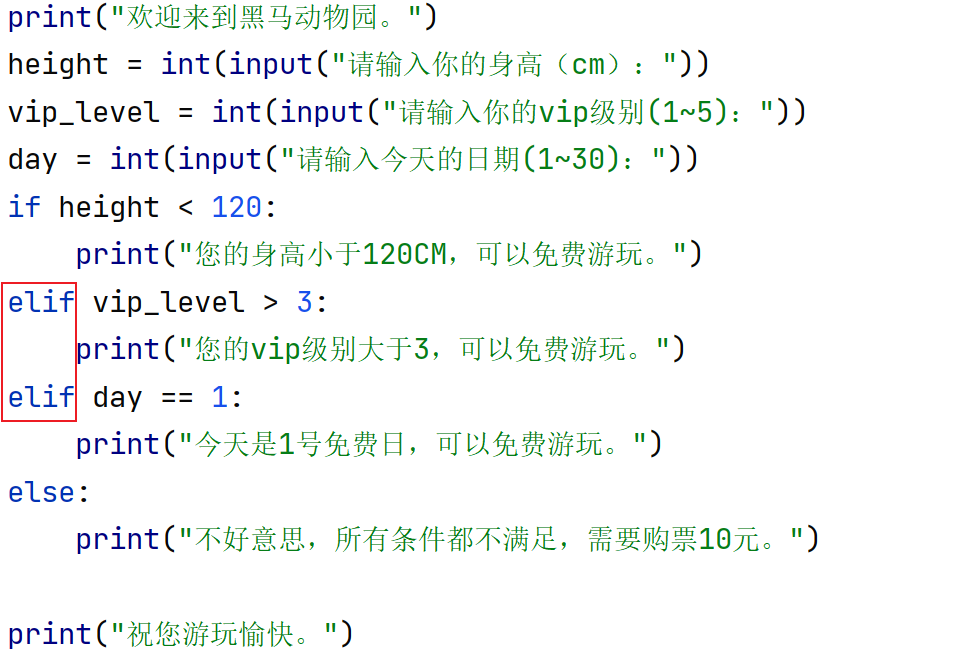 print("欢迎来到黑马动物园。")
height = int(input("请输入你的身高（cm）："))
vip_level = int(input("请输入你的vip级别(1~5)："))
day = int(input("请输入今天的日期(1~30)："))
if height < 120:
    print("您的身高小于120CM，可以免费游玩。")
elif vip_level > 3:
    print("您的vip级别大于3，可以免费游玩。")
elif day == 1:
    print("今天是1号免费日，可以免费游玩。")
else:
    print("不好意思，所有条件都不满足，需要购票10元。")
print("祝您游玩愉快。")